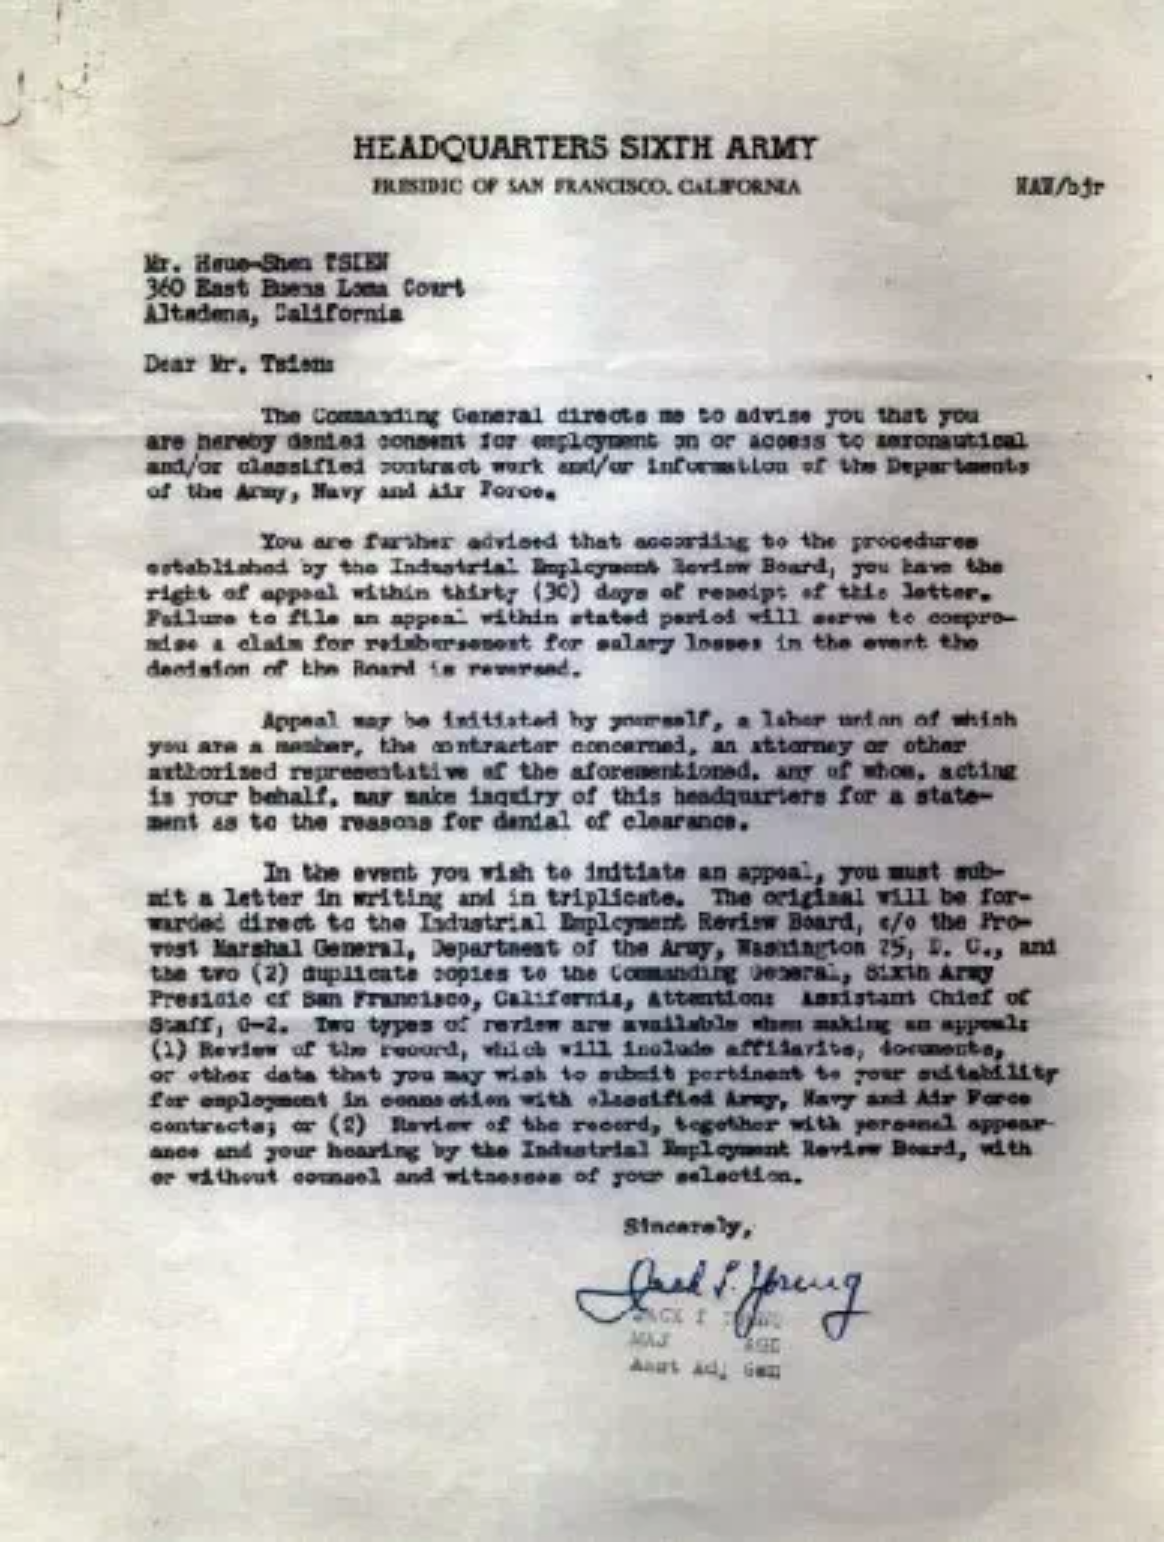 HEADQUARTERS SIXTH ARMY
PRESIDIO OF SAN FRANCISCO, CALIFORNIA
NAW/bjr
Mr. Hsue-Shen TSIEN
360 East Buena Loma Court
Altadena, California
Dear Mr. Tsien:
The Commanding General directs me to advise you that you
are hereby denied consent for employment on or access to aeronautical
and/or classified contract work and/or information of the Departments
of the Army, Navy and Air Force.
You are further advised that according to the procedures
established by the Industrial Employment Review Board, you have the
right of appeal within thirty (30) days of receipt of this letter.
Failure to file an appeal within stated period will serve to compro-
mise a claim for reimbursement for salary losses in the event the
decision of the Board is reversed.
Appeal may be initiated by yourself, a labor union of which
you are a member, the contractor concerned, an attorney or other
authorized representative of the aforementioned, any of whom, acting
in your behalf, may make inquiry of this headquarters for a state-
ment as to the reasons for denial of clearance.
In the event you wish to initiate an appeal, you must sub-
mit a letter in writing and in triplicate. The original will be for-
warded direct to the Industrial Employment Review Board, c/o the Pro-
vost Marshal General, Department of the Army, Washington 25, D. C., and
the two (2) duplicate copies to the Commanding General, Sixth Army
Presidio of San Francisco, California, Attention: Assistant Chief of
Staff, G-2. Two types of review are available when making an appeal:
(1) Review of the record, which will include affidavits, documents,
or other data that you may wish to submit pertinent to your suitability
for employment in connection with classified Army, Navy and Air Force
contracts; or (2) Review of the record, together with personal appear-
ance and your hearing by the Industrial Employment Review Board, with
or without counsel and witnesses of your selection.
Sincerely,
Jack I. Young
JACK I YOUNG
MAJ AGD
Asst Adj Gen